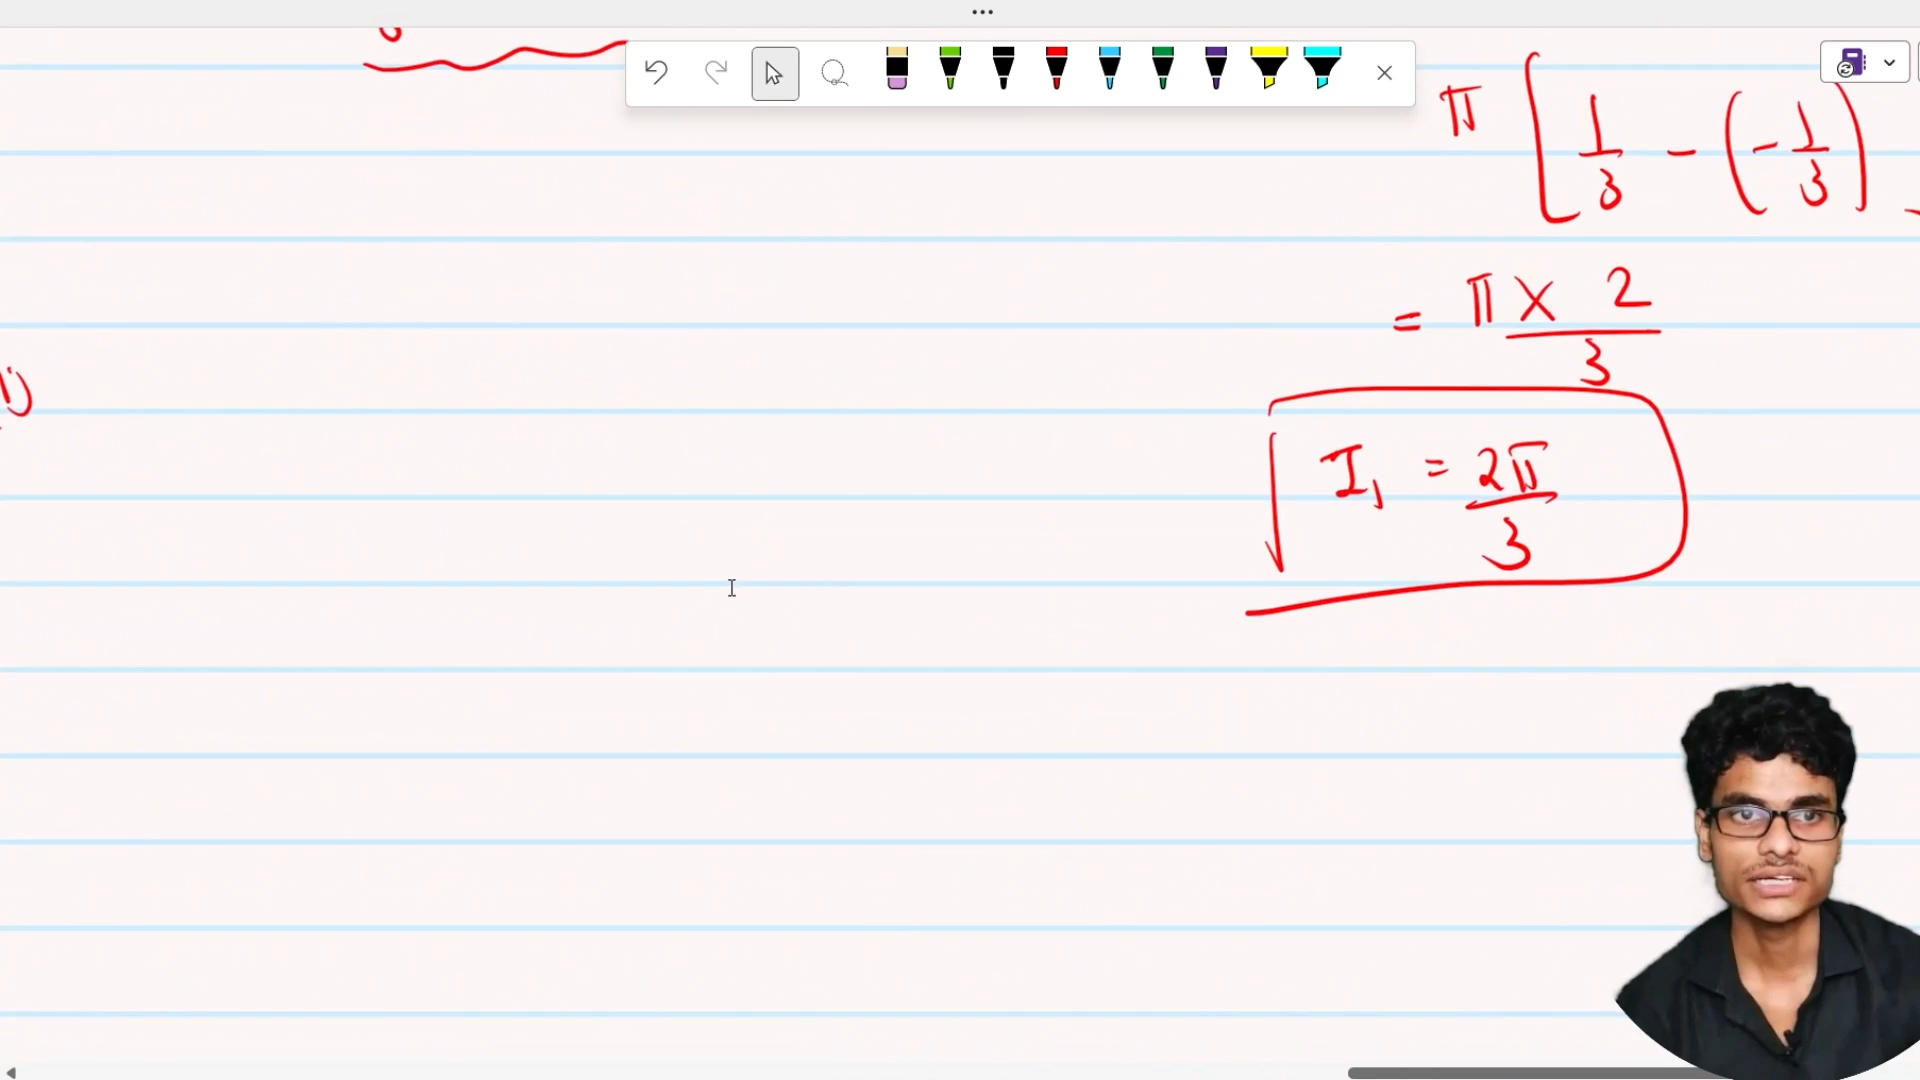 π [ 1/3 - (-1/3)
= π × 2/3
I₁ = 2π/3